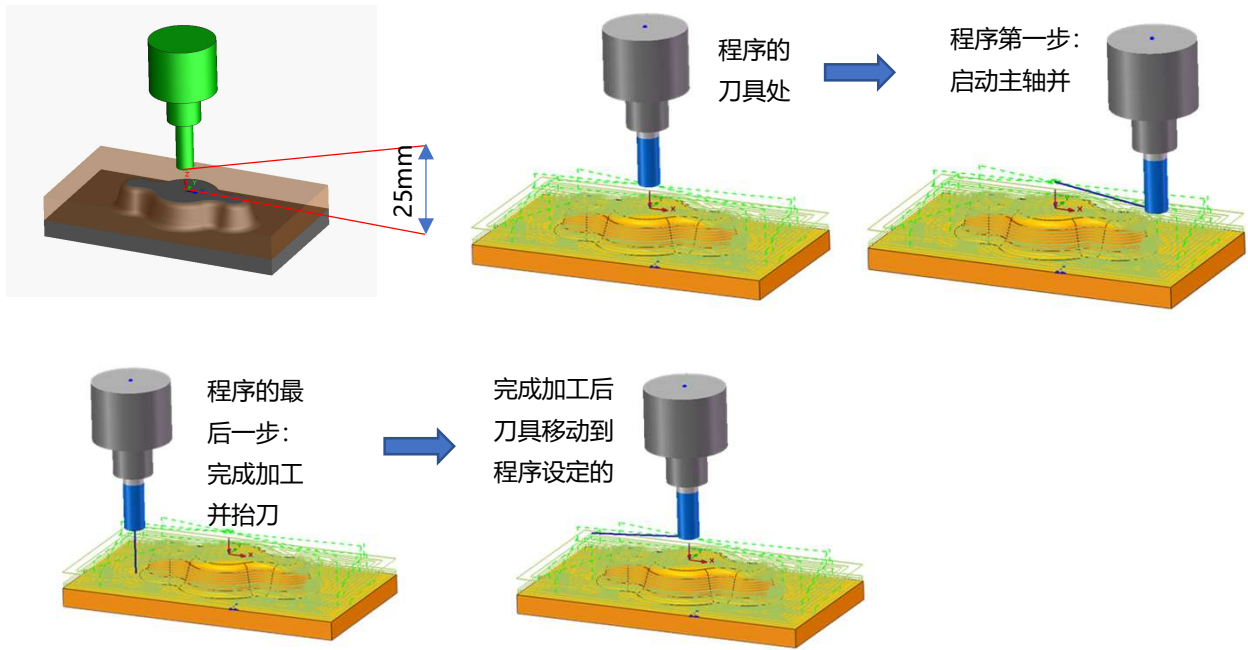 程序的
刀具处
程序第一步：
启动主轴并
25mm
X
X
程序的最
后一步：
完成加工
并抬刀
完成加工后
刀具移动到
程序设定的
X
X